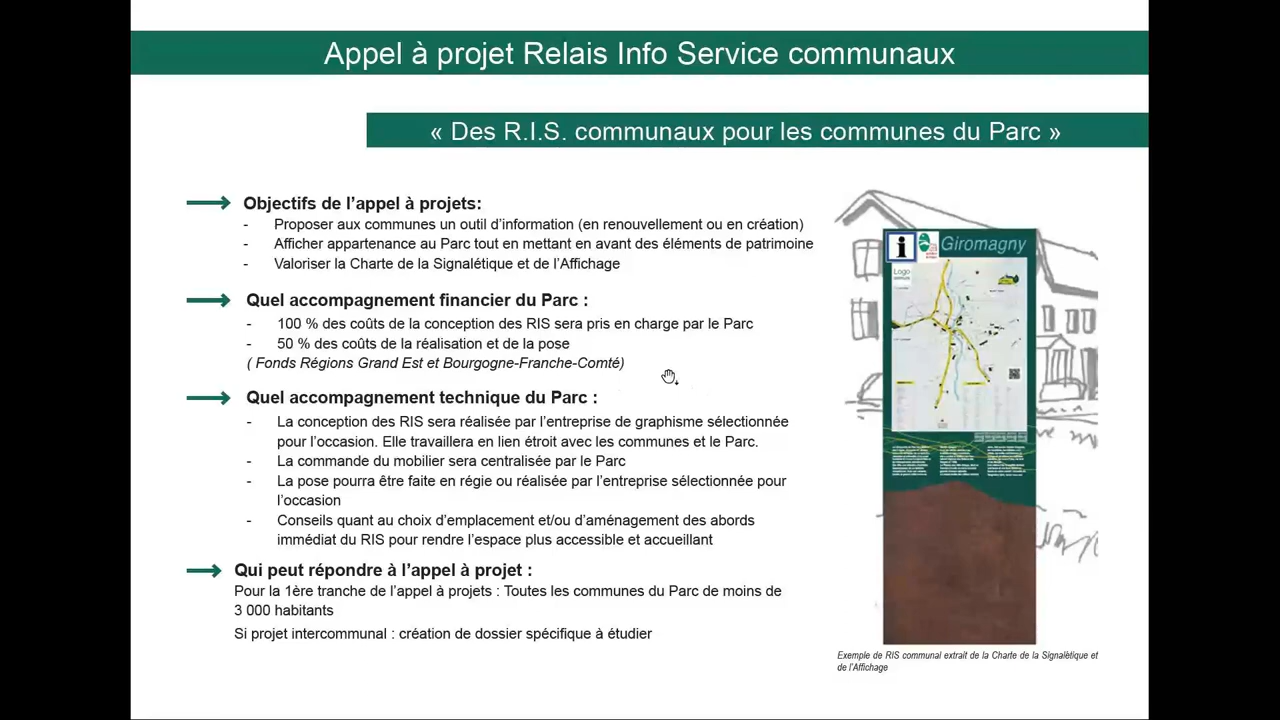 Appel à projet Relais Info Service communaux
« Des R.I.S. communaux pour les communes du Parc »
Objectifs de l'appel à projets:
- Proposer aux communes un outil d'information (en renouvellement ou en création)
- Afficher appartenance au Parc tout en mettant en avant des éléments de patrimoine
- Valoriser la Charte de la Signalétique et de l'Affichage
Quel accompagnement financier du Parc :
- 100 % des coûts de la conception des RIS sera pris en charge par le Parc
- 50 % des coûts de la réalisation et de la pose
( Fonds Régions Grand Est et Bourgogne-Franche-Comté)
Quel accompagnement technique du Parc :
- La conception des RIS sera réalisée par l'entreprise de graphisme sélectionnée
pour l'occasion. Elle travaillera en lien étroit avec les communes et le Parc.
- La commande du mobilier sera centralisée par le Parc
- La pose pourra être faite en régie ou réalisée par l'entreprise sélectionnée pour
l'occasion
- Conseils quant au choix d'emplacement et/ou d'aménagement des abords
immédiat du RIS pour rendre l'espace plus accessible et accueillant
Qui peut répondre à l'appel à projet :
Pour la 1ère tranche de l'appel à projets : Toutes les communes du Parc de moins de
3 000 habitants
Si projet intercommunal : création de dossier spécifique à étudier
i
Giromagny
Logo
commune
Exemple de RIS communal extrait de la Charte de la Signalétique et
de l'Affichage